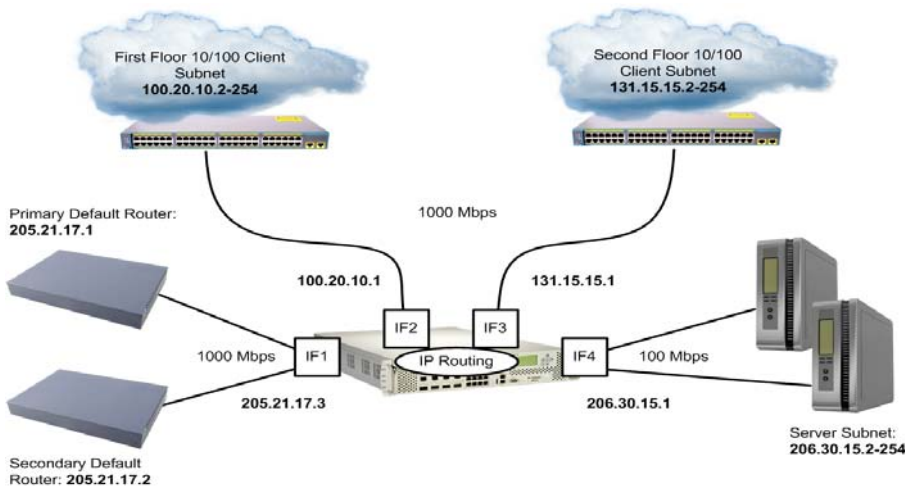 First Floor 10/100 Client
Subnet
100.20.10.2-254
Second Floor 10/100
Client Subnet
131.15.15.2-254
1000 Mbps
Primary Default Router:
205.21.17.1
100.20.10.1
131.15.15.1
IF2
IF3
1000 Mbps
IF1
IP Routing
IF4
100 Mbps
205.21.17.3
206.30.15.1
Secondary Default
Router: 205.21.17.2
Server Subnet:
206.30.15.2-254